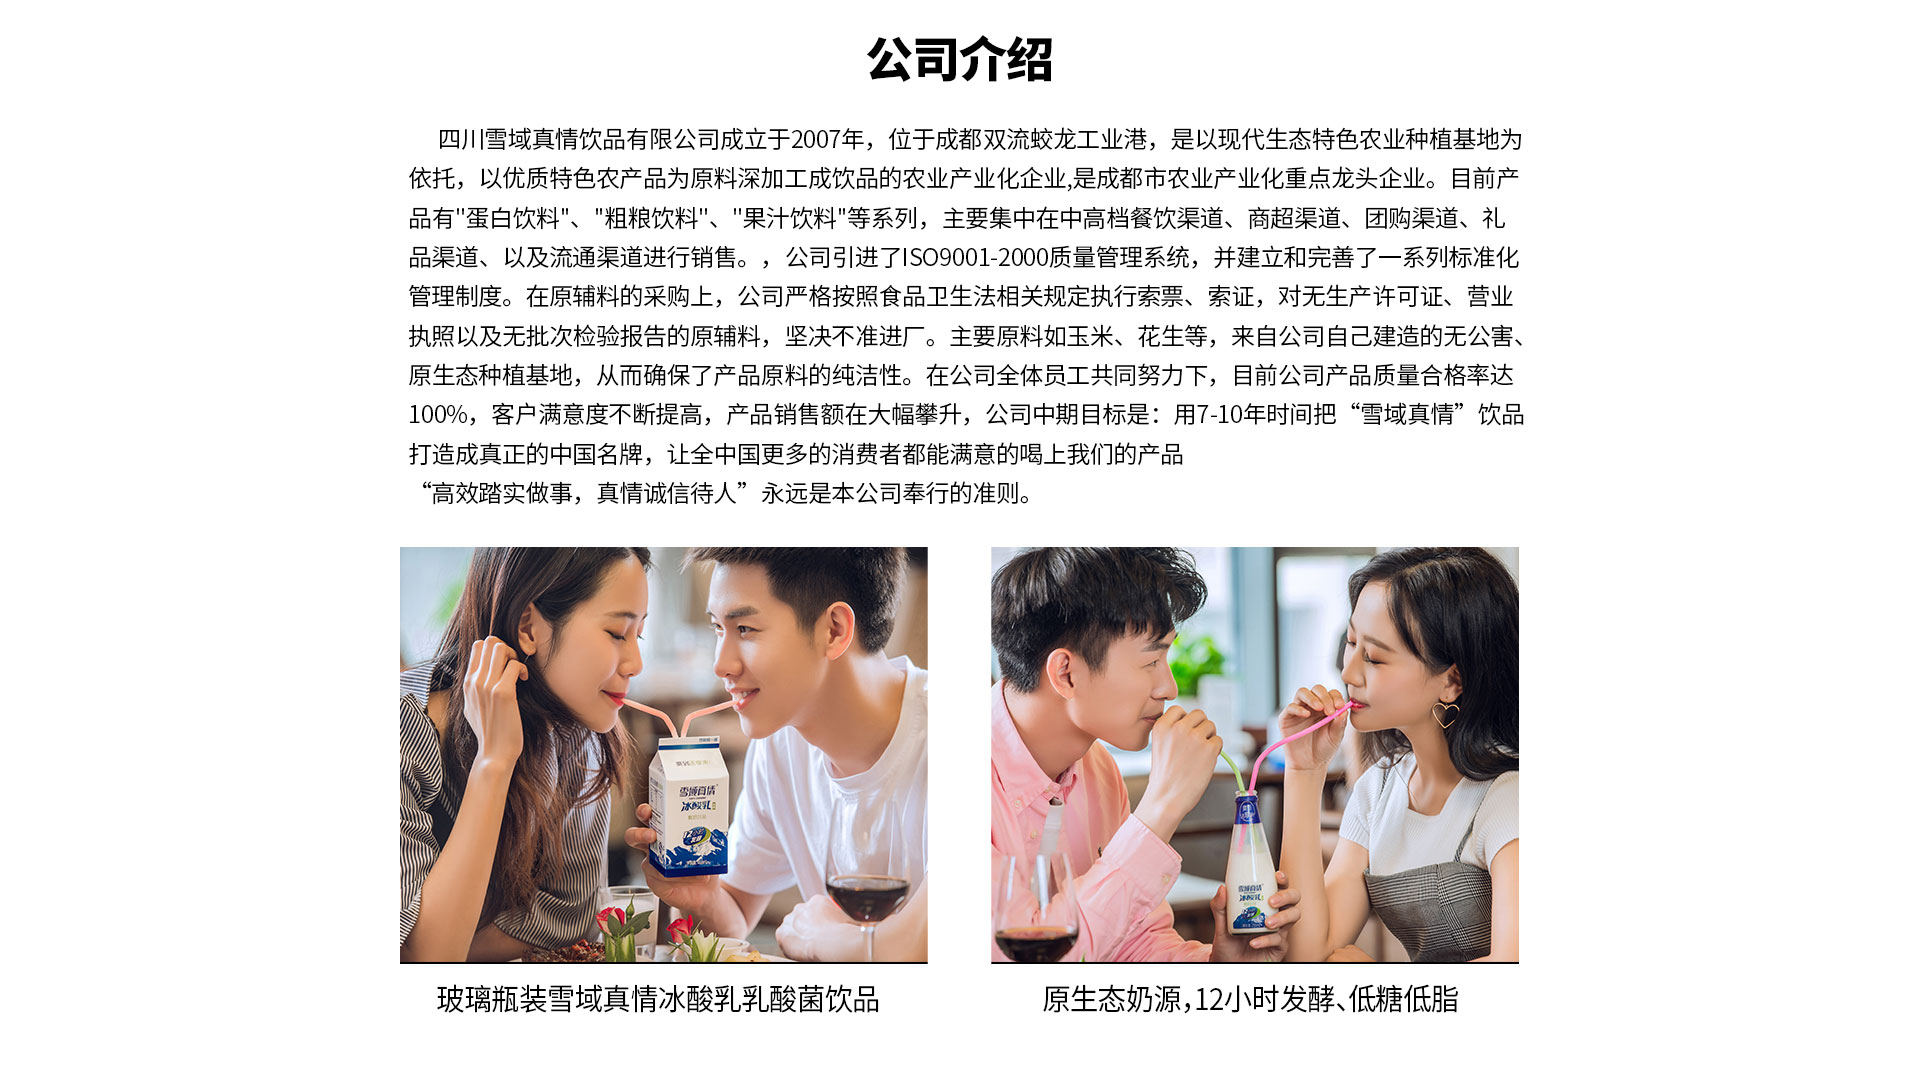 公司介绍
四川雪域真情饮品有限公司成立于2007年，位于成都双流蛟龙工业港，是以现代生态特色农业种植基地为
依托，以优质特色农产品为原料深加工成饮品的农业产业化企业,是成都市农业产业化重点龙头企业。目前产
品有"蛋白饮料"、"粗粮饮料"、"果汁饮料"等系列，主要集中在中高档餐饮渠道、商超渠道、团购渠道、礼
品渠道、以及流通渠道进行销售。，公司引进了ISO9001-2000质量管理系统，并建立和完善了一系列标准化
管理制度。在原辅料的采购上，公司严格按照食品卫生法相关规定执行索票、索证，对无生产许可证、营业
执照以及无批次检验报告的原辅料，坚决不准进厂。主要原料如玉米、花生等，来自公司自己建造的无公害、
原生态种植基地，从而确保了产品原料的纯洁性。在公司全体员工共同努力下，目前公司产品质量合格率达
100%，客户满意度不断提高，产品销售额在大幅攀升，公司中期目标是：用7-10年时间把“雪域真情”饮品
打造成真正的中国名牌，让全中国更多的消费者都能满意的喝上我们的产品
“高效踏实做事，真情诚信待人”永远是本公司奉行的准则。
雪域真情
冰酸乳
12小时
雪域真情
冰酸乳
玻璃瓶装雪域真情冰酸乳乳酸菌饮品
原生态奶源,12小时发酵、低糖低脂